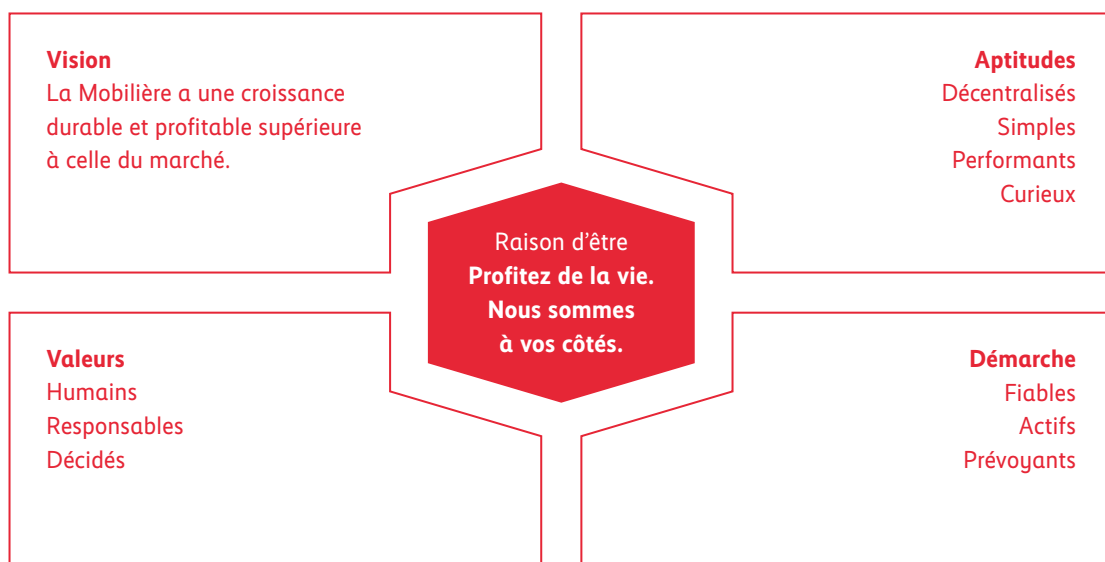 Vision
La Mobilière a une croissance
durable et profitable supérieure
à celle du marché.
Aptitudes
Décentralisés
Simples
Performants
Curieux
Raison d’être
Profitez de la vie.
Nous sommes
à vos côtés.
Valeurs
Humains
Responsables
Décidés
Démarche
Fiables
Actifs
Prévoyants